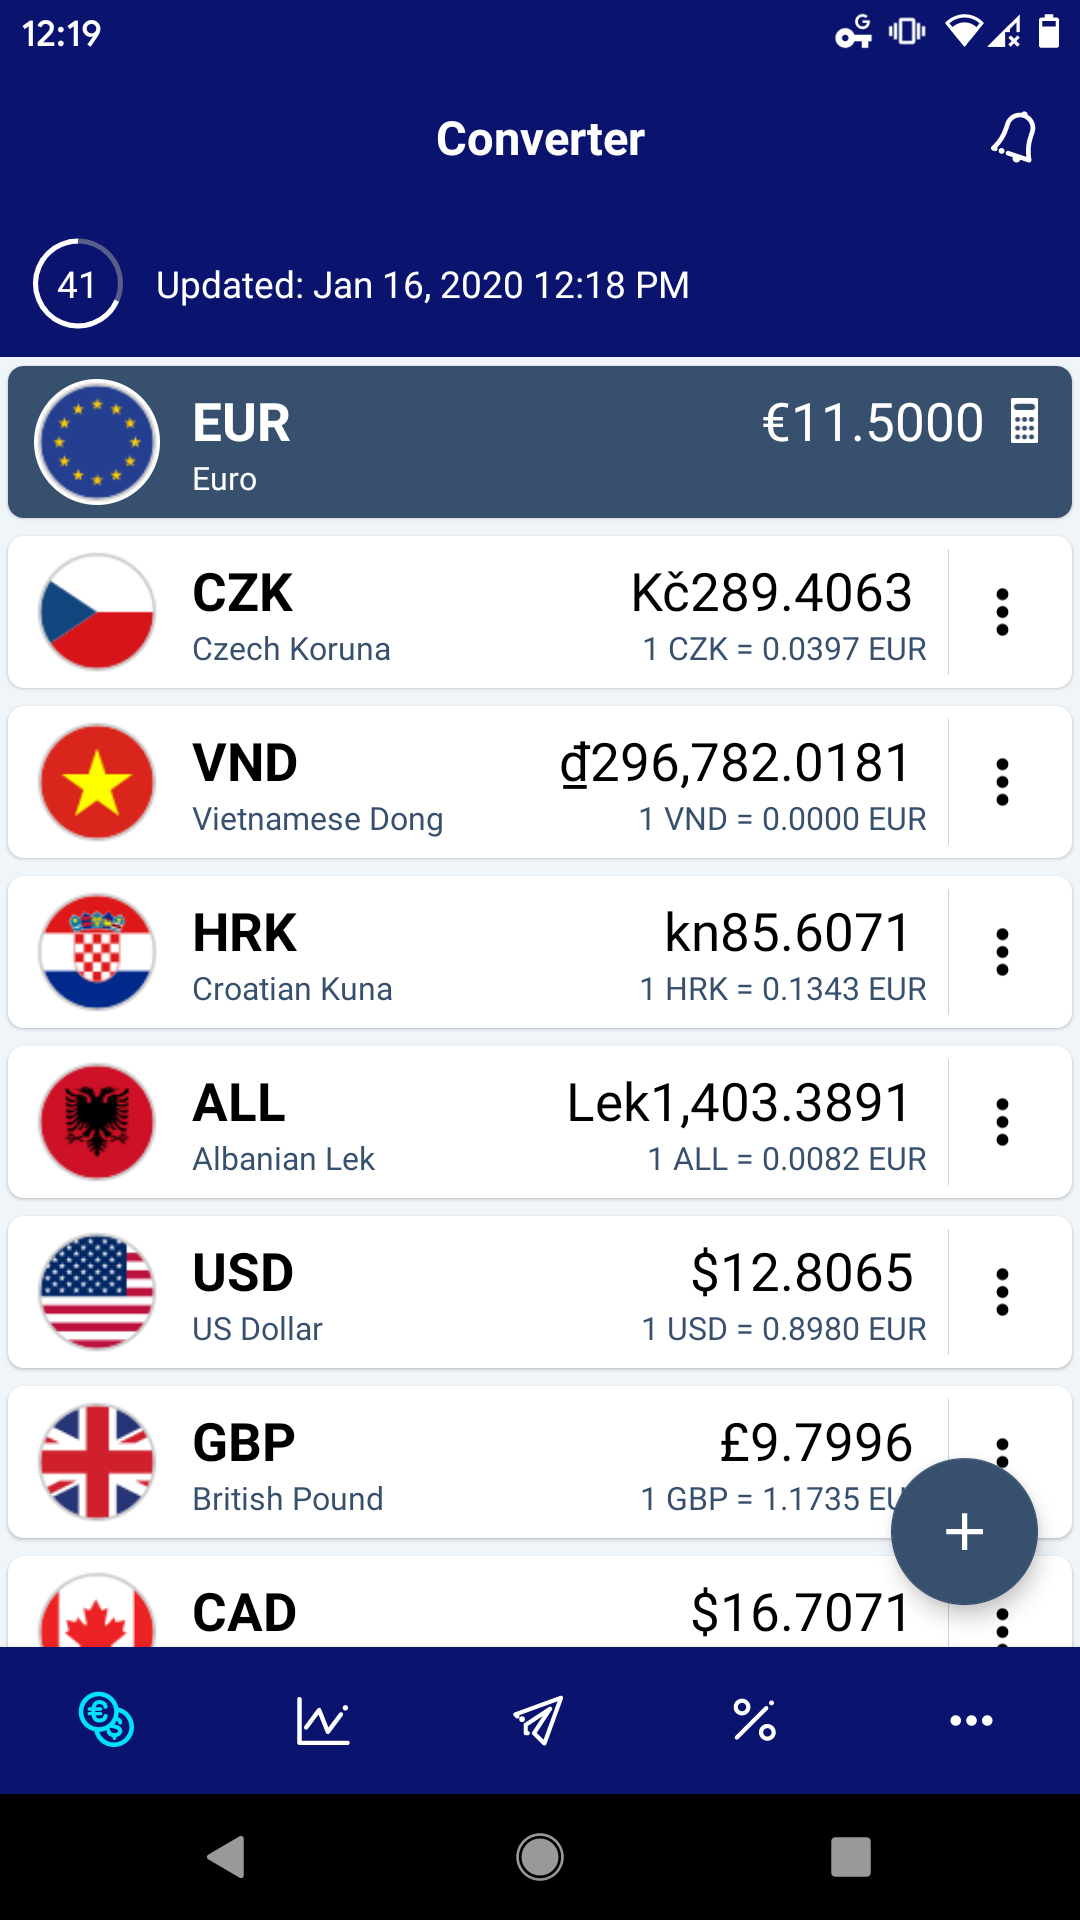 12:19
Converter
41 Updated: Jan 16, 2020 12:18 PM
EUR €11.5000
Euro
CZK Kč289.4063
Czech Koruna 1 CZK = 0.0397 EUR
VND ₫296,782.0181
Vietnamese Dong 1 VND = 0.0000 EUR
HRK kn85.6071
Croatian Kuna 1 HRK = 0.1343 EUR
ALL Lek1,403.3891
Albanian Lek 1 ALL = 0.0082 EUR
USD $12.8065
US Dollar 1 USD = 0.8980 EUR
GBP £9.7996
British Pound 1 GBP = 1.1735 EU
CAD $16.7071